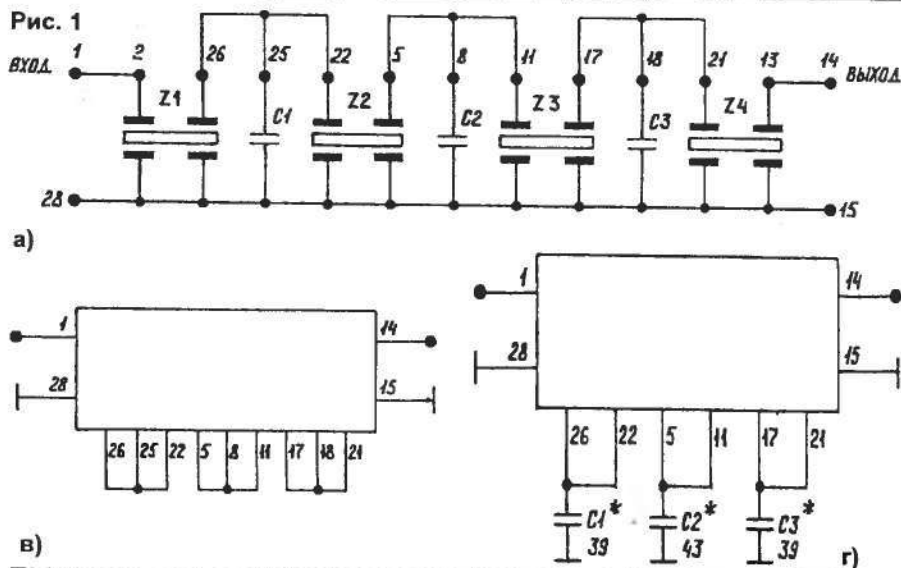 Рис. 1
1 2 26 25 22 5 8 11 17 18 21 13 14
ВХОД ВЫХОД
Z1 C1 Z2 C2 Z3 C3 Z4
28 15
а)
1 14
28 15
26 25 22 5 8 11 17 18 21
в)
1 14
28 15
26 22 5 11 17 21
C1* C2* C3*
39 43 39
г)